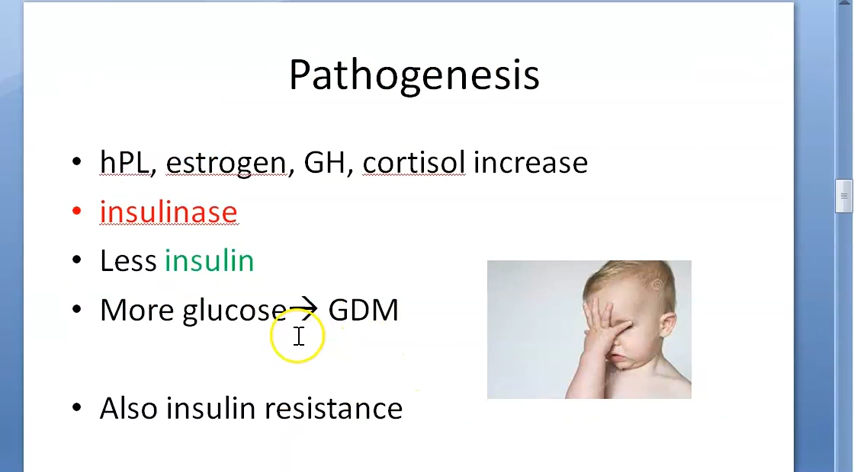 Pathogenesis
• hPL, estrogen, GH, cortisol increase
• insulinase
• Less insulin
• More glucose→ GDM
• Also insulin resistance